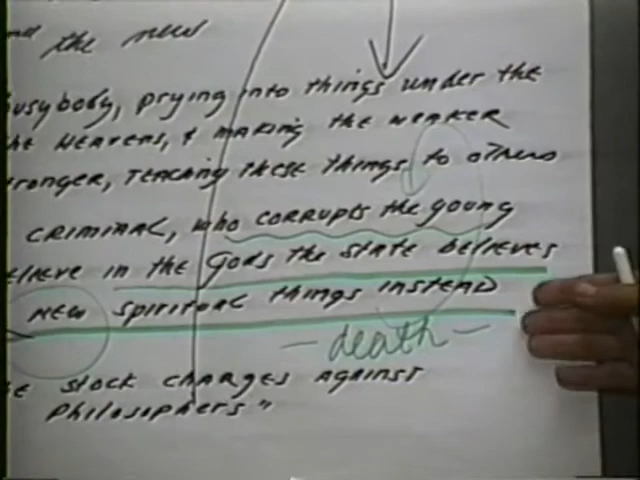 the new
busybody, prying into things under the
the Heavens, & making the weaker
stronger, teaching these things to others
criminal, who corrupts the young
believe in the gods the state believes
new spiritual things instead
- death -
stock charges against
philosophers"